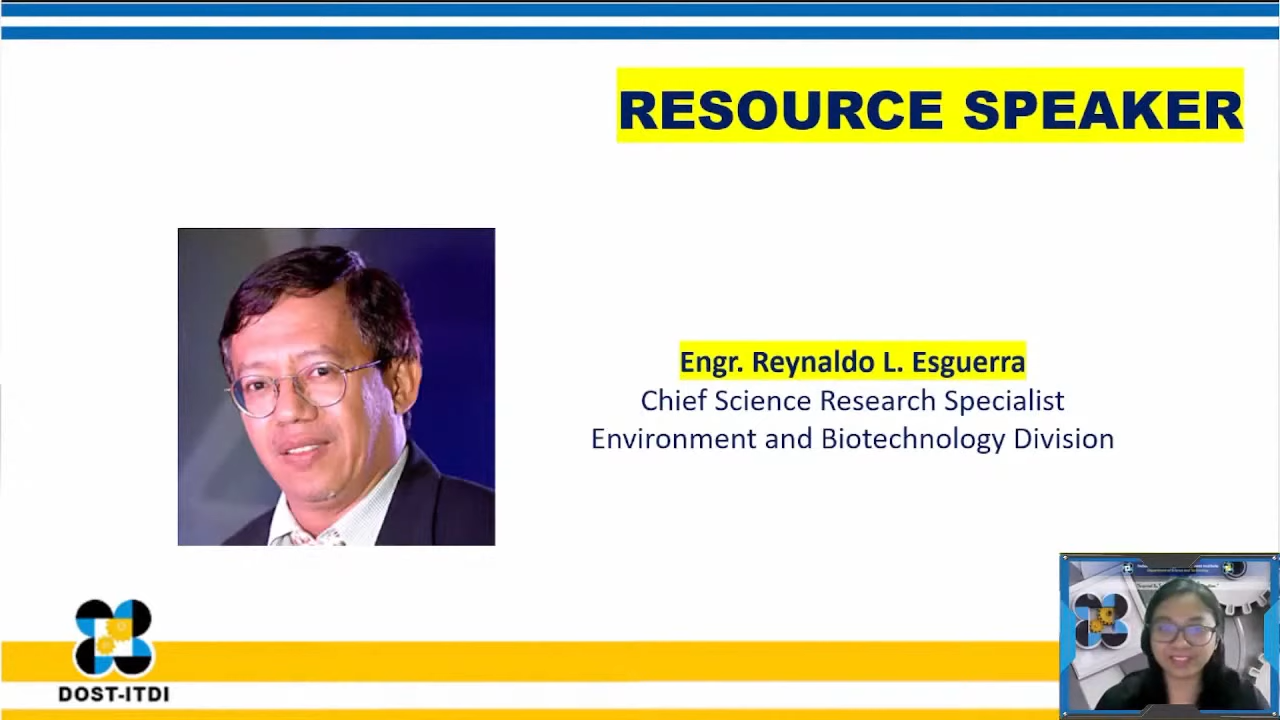 RESOURCE SPEAKER
Engr. Reynaldo L. Esguerra
Chief Science Research Specialist
Environment and Biotechnology Division
DOST-ITDI